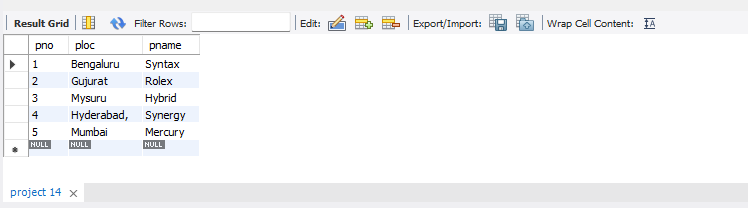 Result Grid Filter Rows: Edit: Export/Import: Wrap Cell Content: IA
pno ploc pname
1 Bengaluru Syntax
2 Gujurat Rolex
3 Mysuru Hybrid
4 Hyderabad, Synergy
5 Mumbai Mercury
NULL NULL NULL
project 14